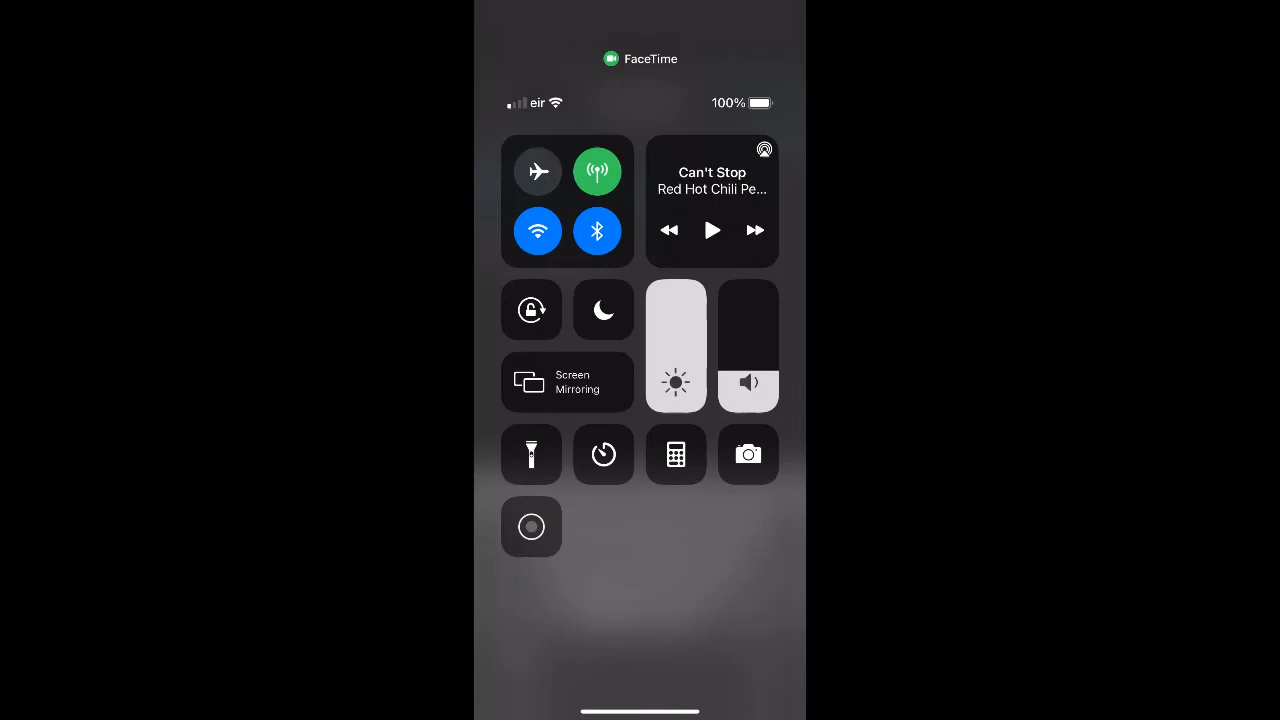 FaceTime
eir
100%
Can't Stop
Red Hot Chili Pe...
Screen
Mirroring